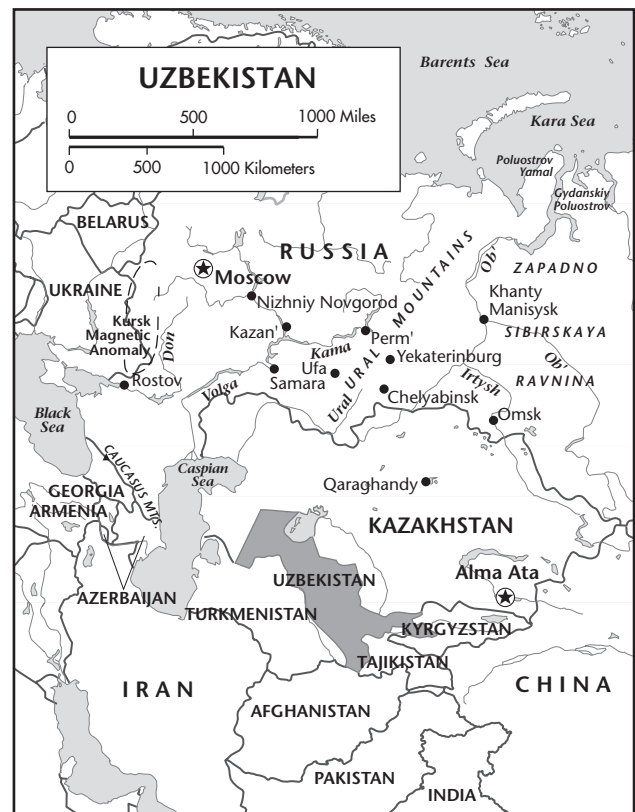 UZBEKISTAN
0 500 1000 Miles
0 500 1000 Kilometers
Barents Sea
Kara Sea
Poluostrov
Yamal
Gydanskiy
Poluostrov
BELARUS
RUSSIA
Moscow
Nizhniy Novgorod
UKRAINE
Kursk
Magnetic
Anomaly
Don
Kazan'
Perm'
Kama
Ufa
Samara
Volga
Ural
URAL MOUNTAINS
Yekaterinburg
Chelyabinsk
Ob'
ZAPADNO
Khanty
Manisysk
SIBIRSKAYA
Ob'
RAVNINA
Irtysh
Omsk
Rostov
Black
Sea
CAUCASUS MTS.
Caspian
Sea
GEORGIA
ARMENIA
AZERBAIJAN
Qaraghandy
KAZAKHSTAN
UZBEKISTAN
Alma Ata
TURKMENISTAN
KYRGYZSTAN
TAJIKISTAN
IRAN
CHINA
AFGHANISTAN
PAKISTAN
INDIA